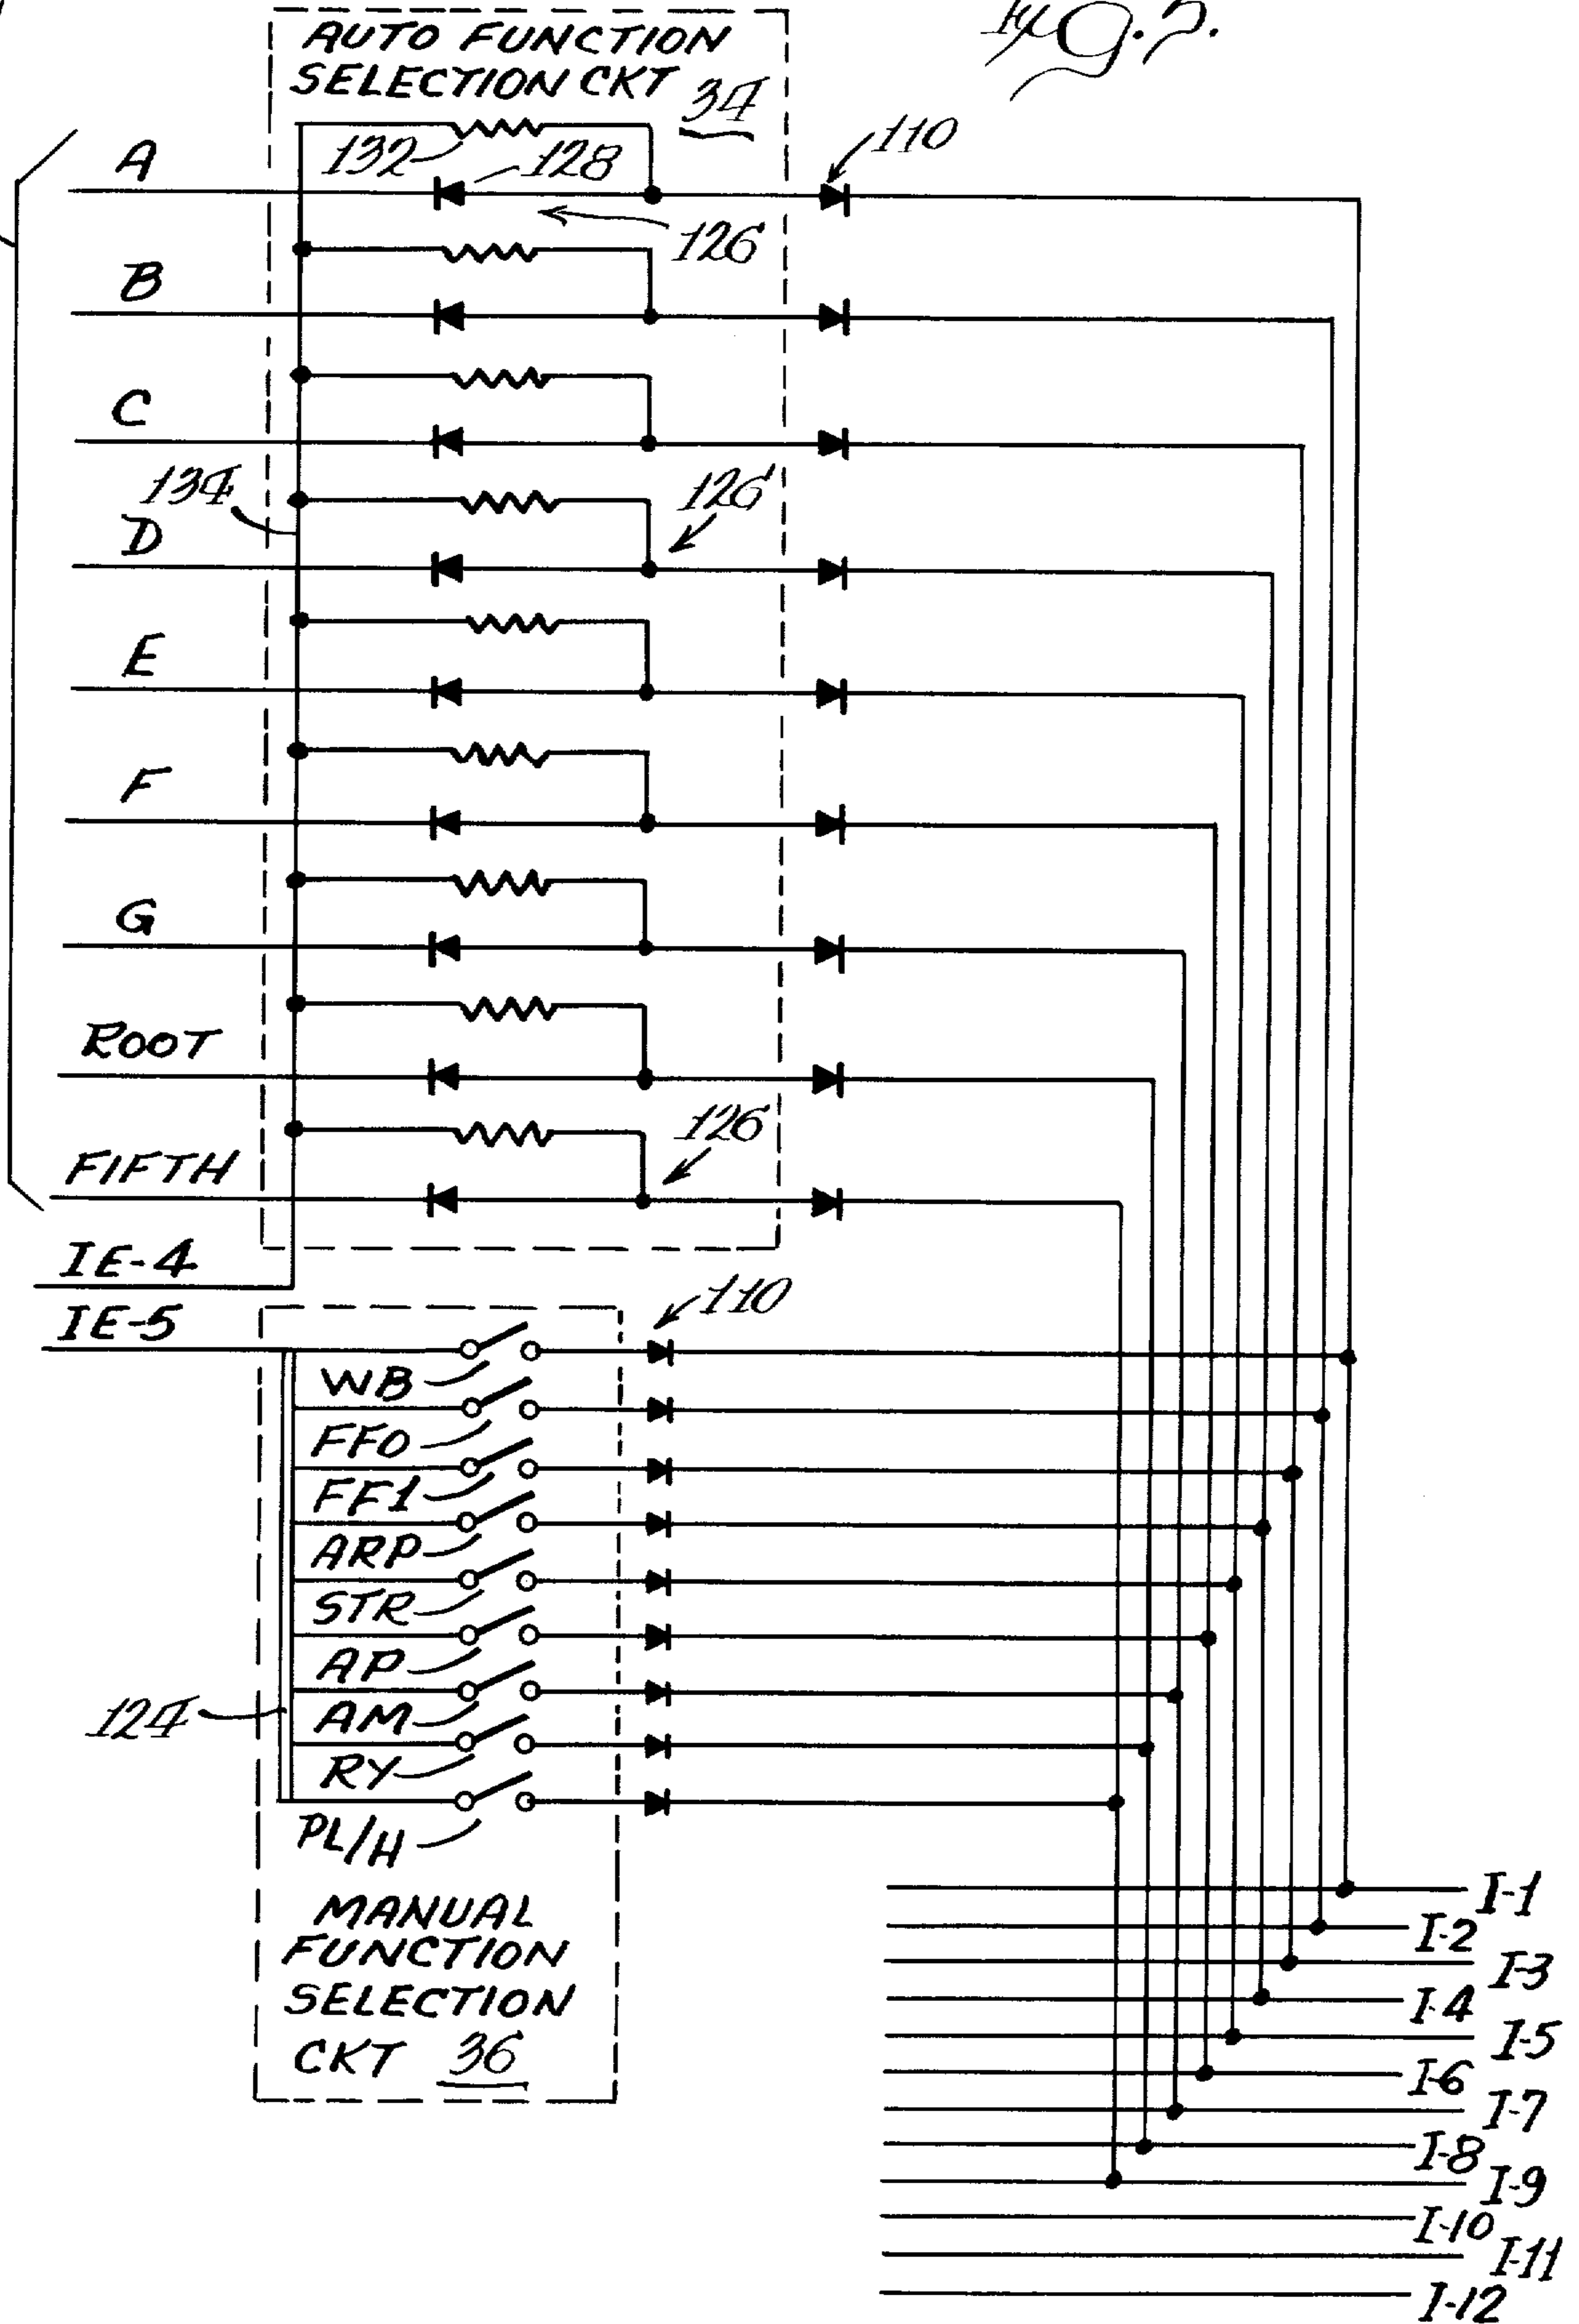 Fig. 5.
AUTO FUNCTION
SELECTION CKT
34
132
128
110
A
126
B
C
134
126
D
E
F
G
ROOT
126
FIFTH
IE-4
110
IE-5
WB
FF0
FF1
ARP
STR
AP
124
AM
RY
PL/H
MANUAL
FUNCTION
SELECTION
CKT 36
I-1
I-2
I-3
I-4
I-5
I-6
I-7
I-8
I-9
I-10
I-11
I-12